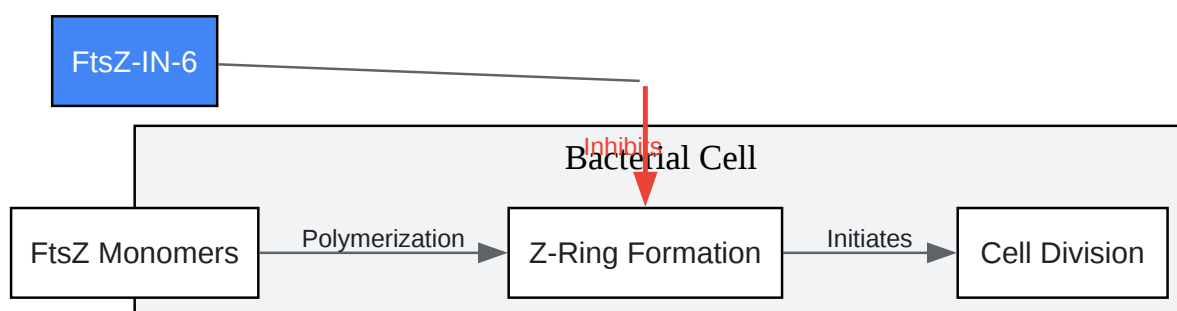 FtsZ-IN-6
Inhibits
Bacterial Cell
FtsZ Monomers
Polymerization
Z-Ring Formation
Initiates
Cell Division